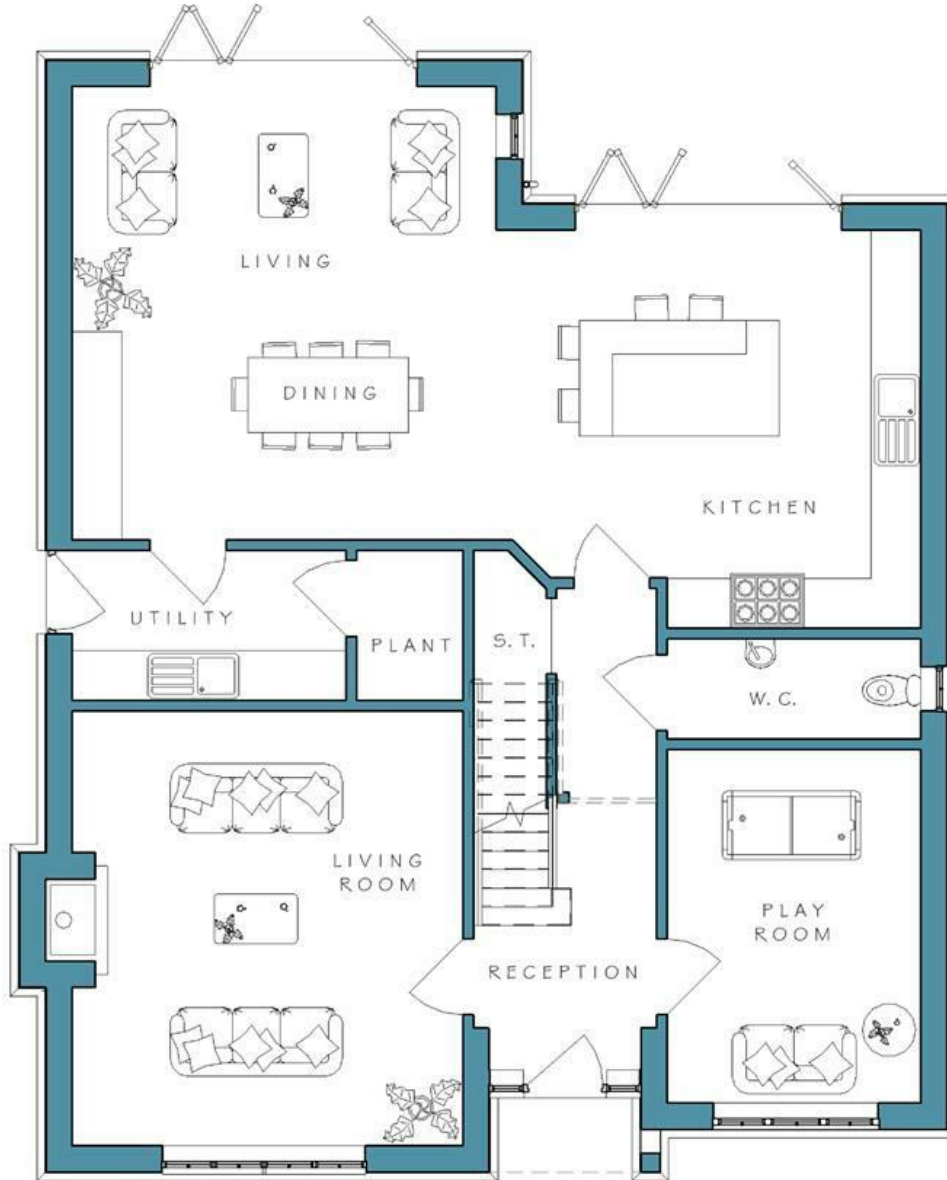 LIVING
DINING
KITCHEN
UTILITY
PLANT
S.T.
W.C.
LIVING
ROOM
PLAY
ROOM
RECEPTION